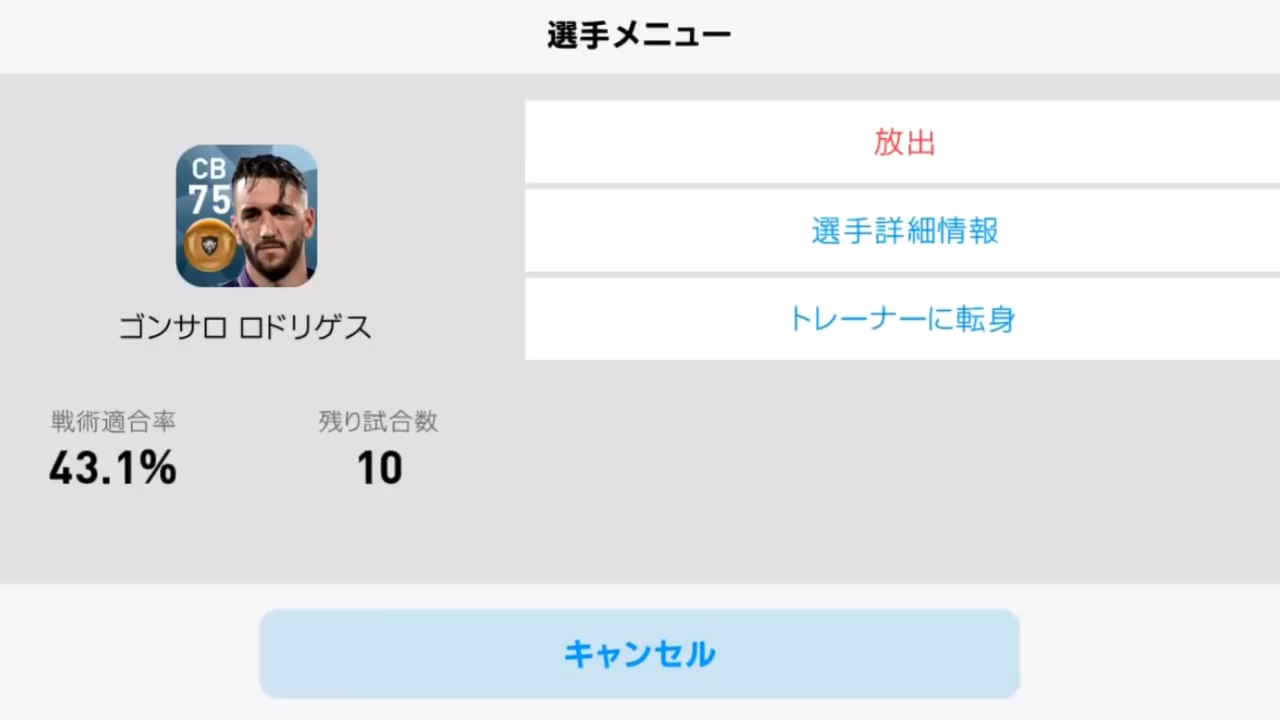 選手メニュー
CB
75
ゴンサロ ロドリゲス
戦術適合率
43.1%
残り試合数
10
放出
選手詳細情報
トレーナーに転身
キャンセル